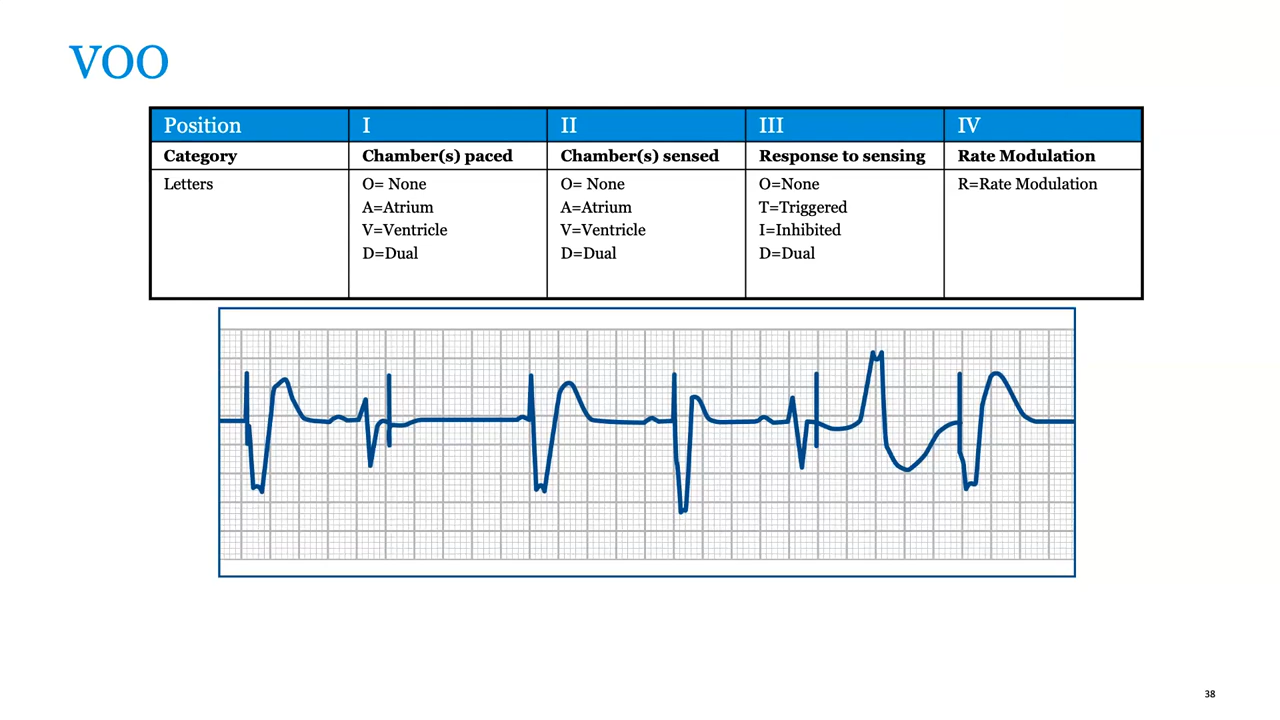 VOO
Position I II III IV
Category Chamber(s) paced Chamber(s) sensed Response to sensing Rate Modulation
Letters O= None O= None O=None R=Rate Modulation
A=Atrium A=Atrium T=Triggered
V=Ventricle V=Ventricle I=Inhibited
D=Dual D=Dual D=Dual
38